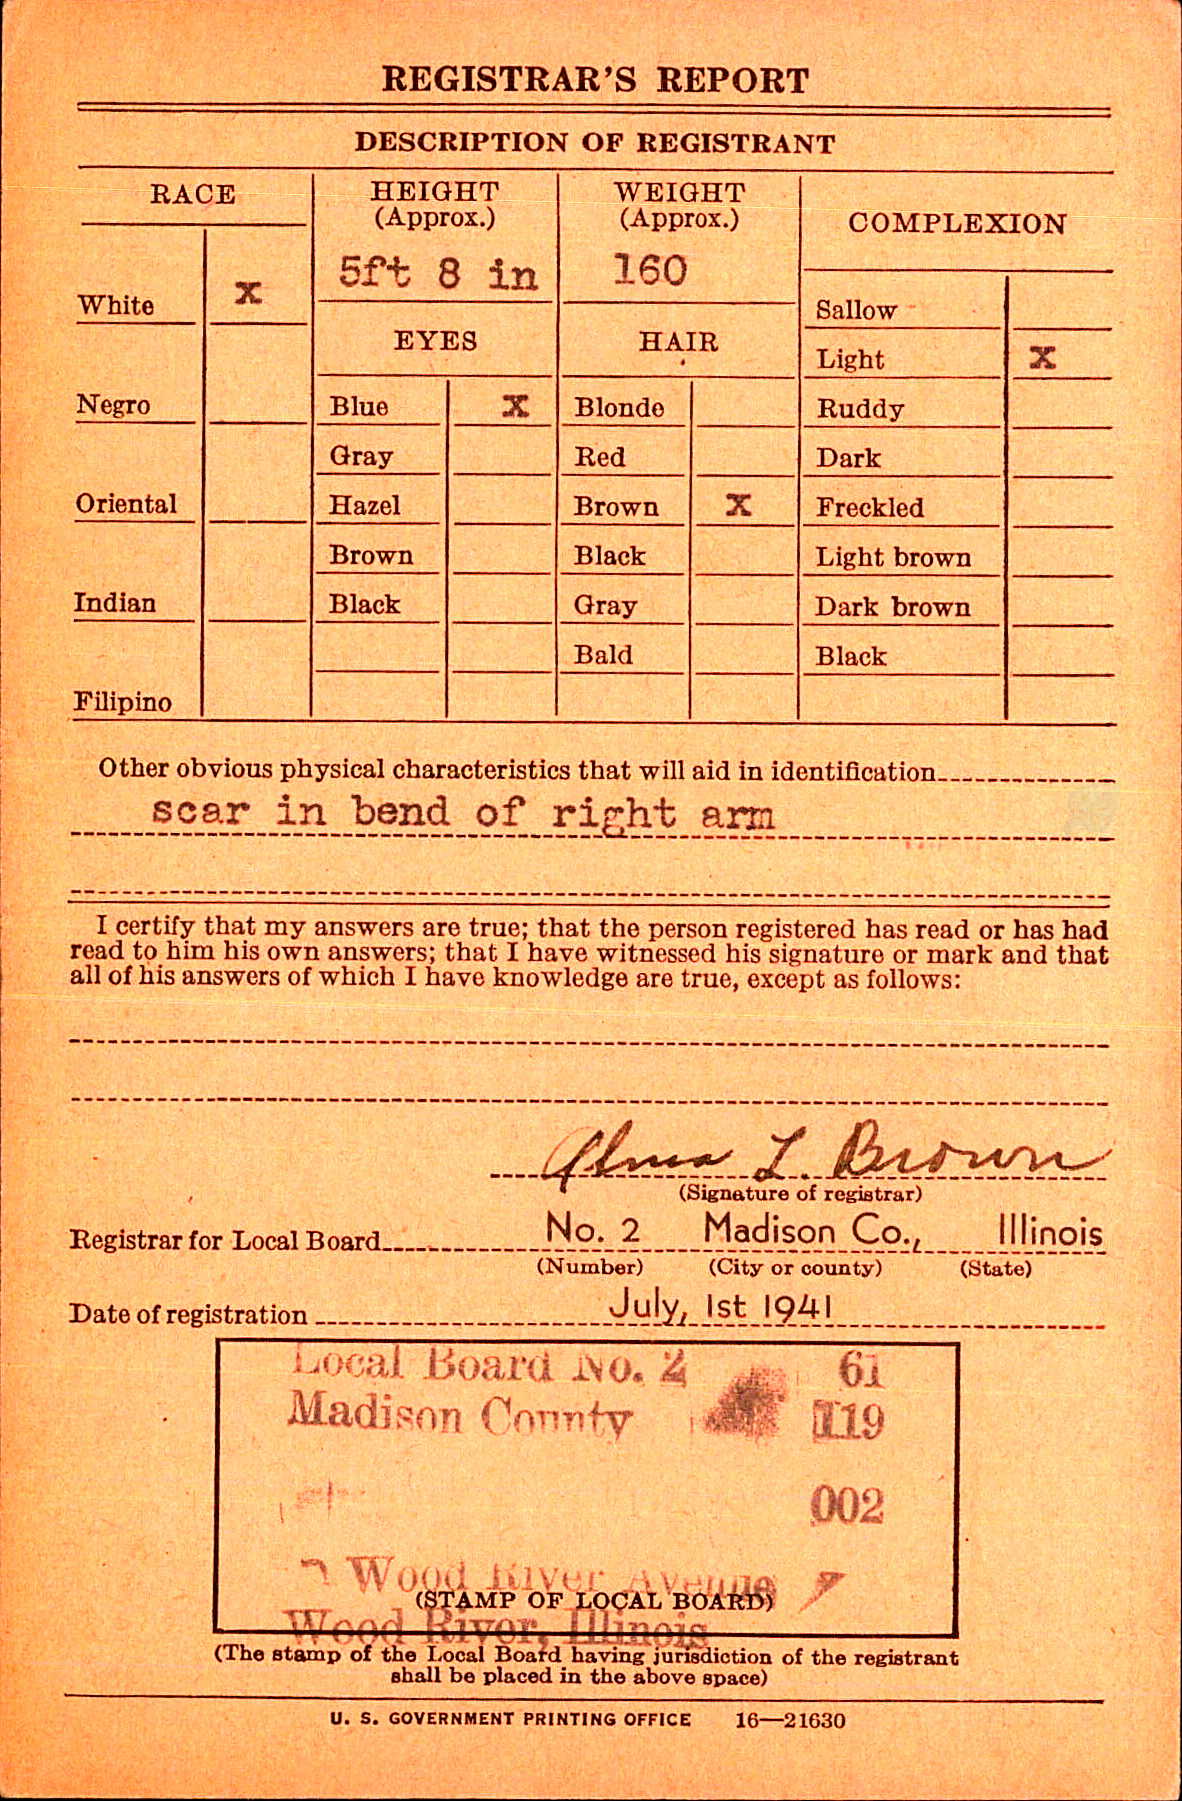 REGISTRAR'S REPORT
DESCRIPTION OF REGISTRANT
RACE
White X
Negro
Oriental
Indian
Filipino
HEIGHT
(Approx.)
5ft 8 in
EYES
Blue X
Gray
Hazel
Brown
Black
WEIGHT
(Approx.)
160
HAIR
Blonde
Red
Brown X
Black
Gray
Bald
COMPLEXION
Sallow
Light X
Ruddy
Dark
Freckled
Light brown
Dark brown
Black
Other obvious physical characteristics that will aid in identification
scar in bend of right arm
I certify that my answers are true; that the person registered has read or has had
read to him his own answers; that I have witnessed his signature or mark and that
all of his answers of which I have knowledge are true, except as follows:
Alma L. Brown
(Signature of registrar)
Registrar for Local Board No. 2 Madison Co., Illinois
(Number) (City or county) (State)
Date of registration July, 1st 1941
Local Board No. 2 61
Madison County 119
002
Wood River Avenue
(STAMP OF LOCAL BOARD)
Wood River, Illinois
(The stamp of the Local Board having jurisdiction of the registrant
shall be placed in the above space)
U. S. GOVERNMENT PRINTING OFFICE 16—21630